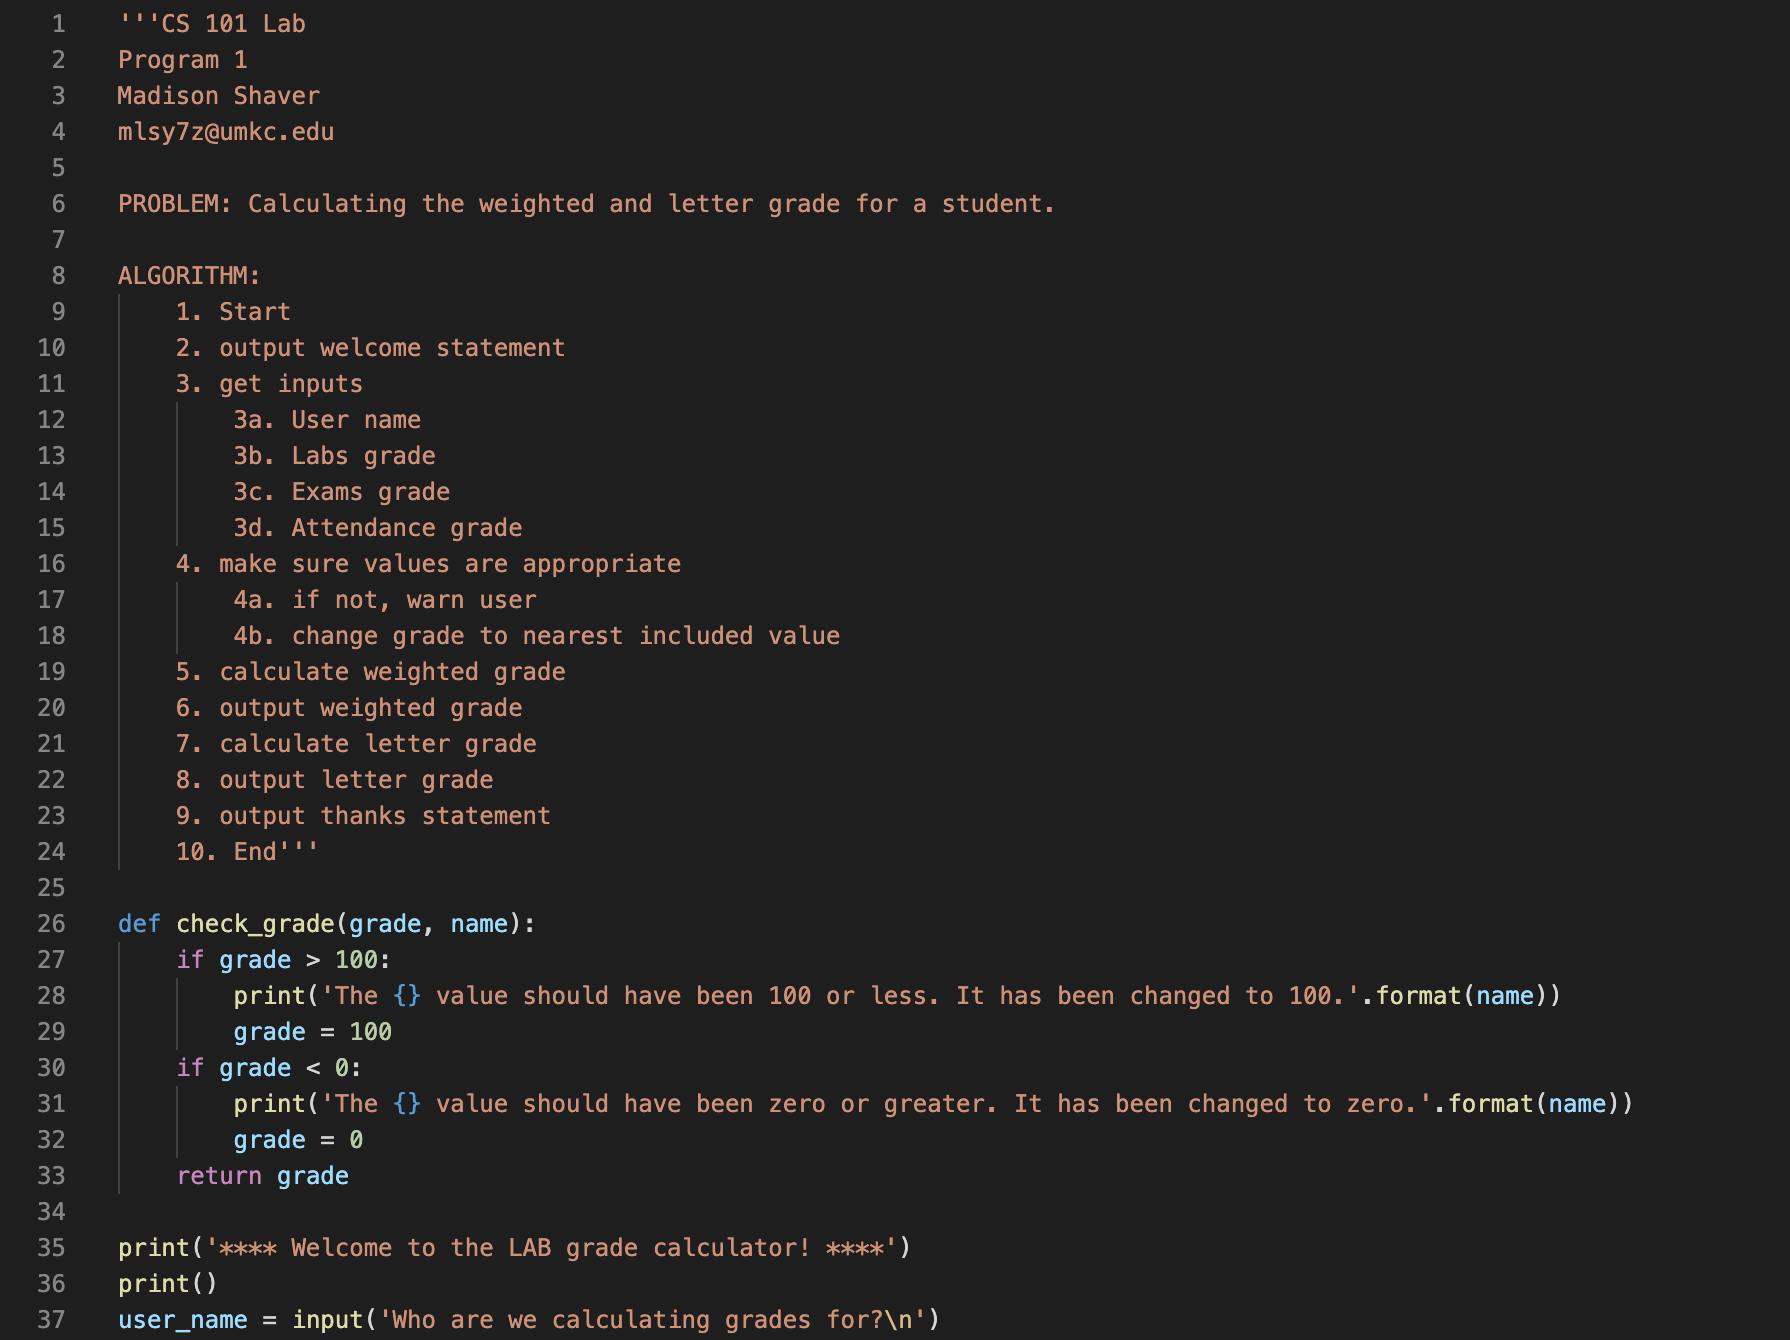 1 '''CS 101 Lab
2 Program 1
3 Madison Shaver
4 mlsy7z@umkc.edu
5
6 PROBLEM: Calculating the weighted and letter grade for a student.
7
8 ALGORITHM:
9     1. Start
10     2. output welcome statement
11     3. get inputs
12         3a. User name
13         3b. Labs grade
14         3c. Exams grade
15         3d. Attendance grade
16     4. make sure values are appropriate
17         4a. if not, warn user
18         4b. change grade to nearest included value
19     5. calculate weighted grade
20     6. output weighted grade
21     7. calculate letter grade
22     8. output letter grade
23     9. output thanks statement
24     10. End'''
25
26 def check_grade(grade, name):
27     if grade > 100:
28         print('The {} value should have been 100 or less. It has been changed to 100.'.format(name))
29         grade = 100
30     if grade < 0:
31         print('The {} value should have been zero or greater. It has been changed to zero.'.format(name))
32         grade = 0
33     return grade
34
35 print('**** Welcome to the LAB grade calculator! ****')
36 print()
37 user_name = input('Who are we calculating grades for?\n')